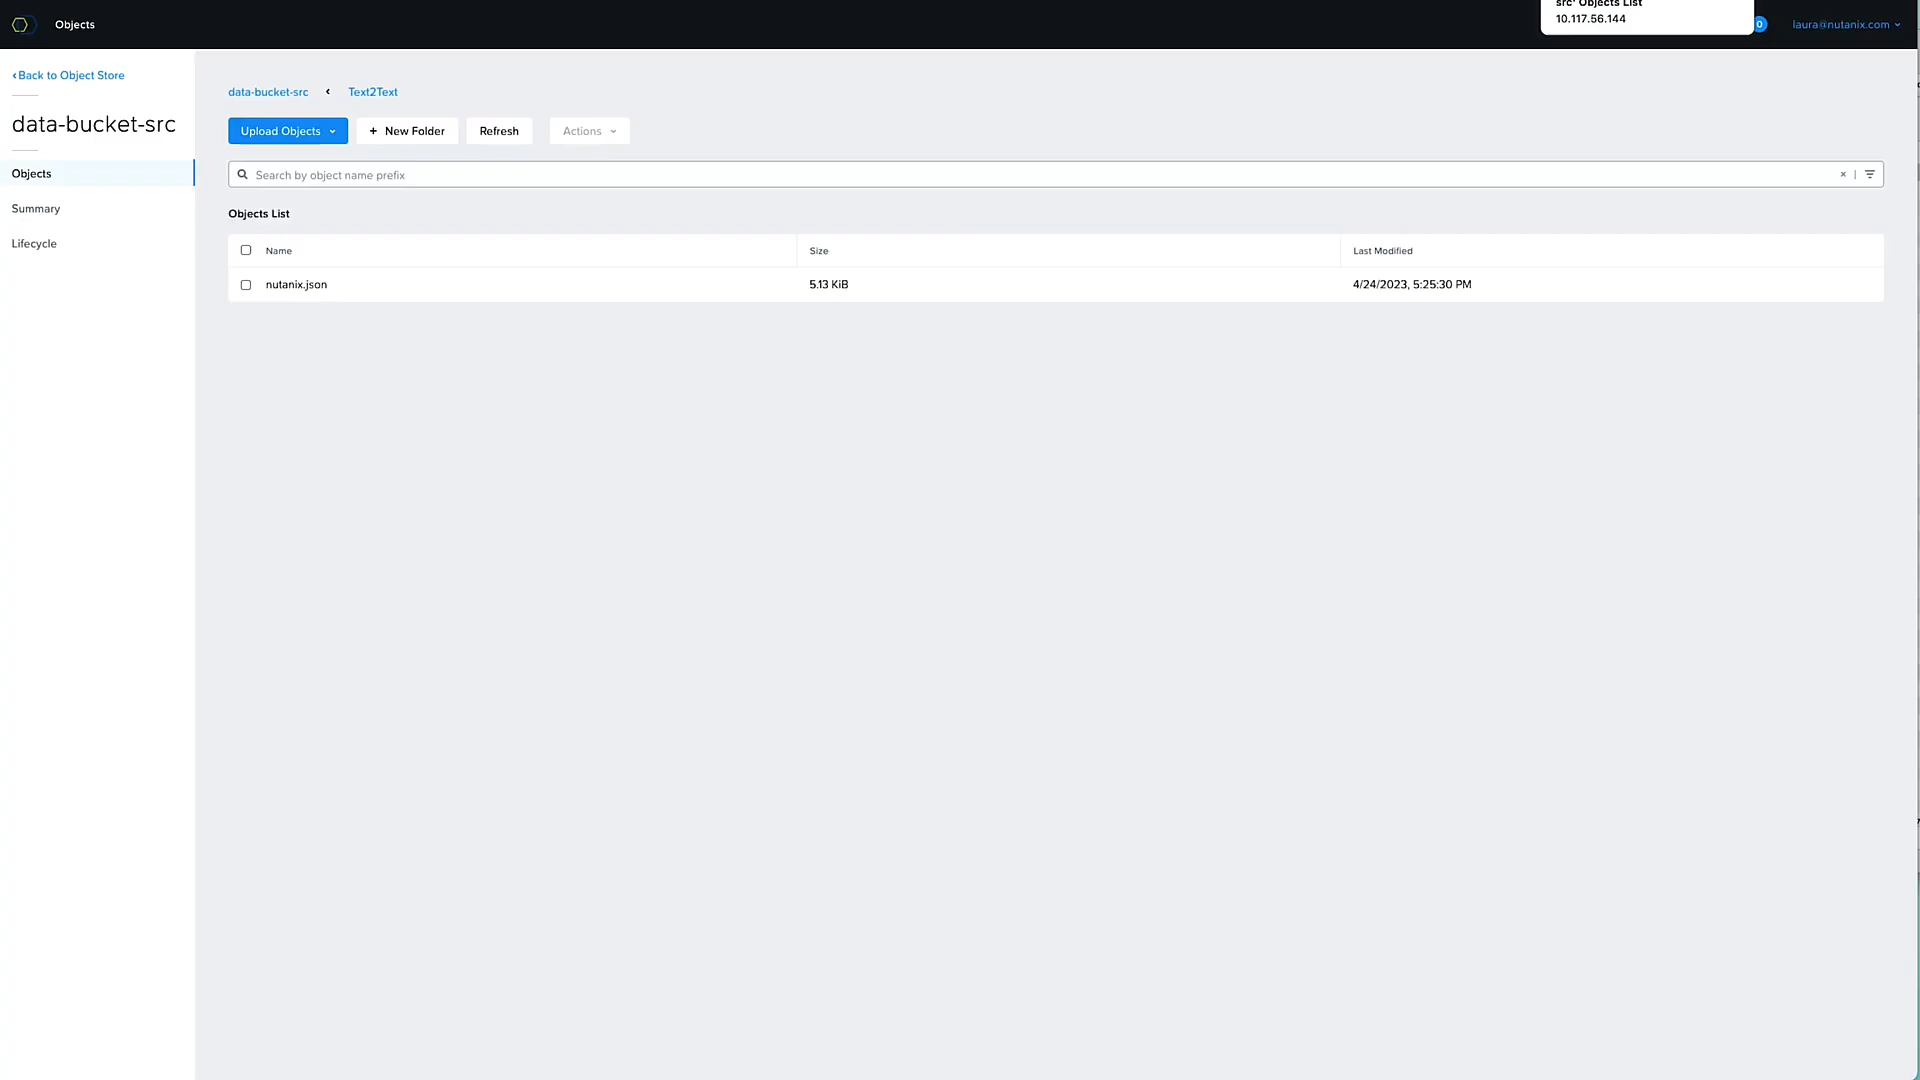 Objects
src' Objects List
10.117.56.144
0
laura@nutanix.com
Back to Object Store
data-bucket-src
Objects
Summary
Lifecycle
data-bucket-src
Text2Text
Upload Objects
+ New Folder
Refresh
Actions
Search by object name prefix
Objects List
Name Size Last Modified
nutanix.json 5.13 KiB 4/24/2023, 5:25:30 PM